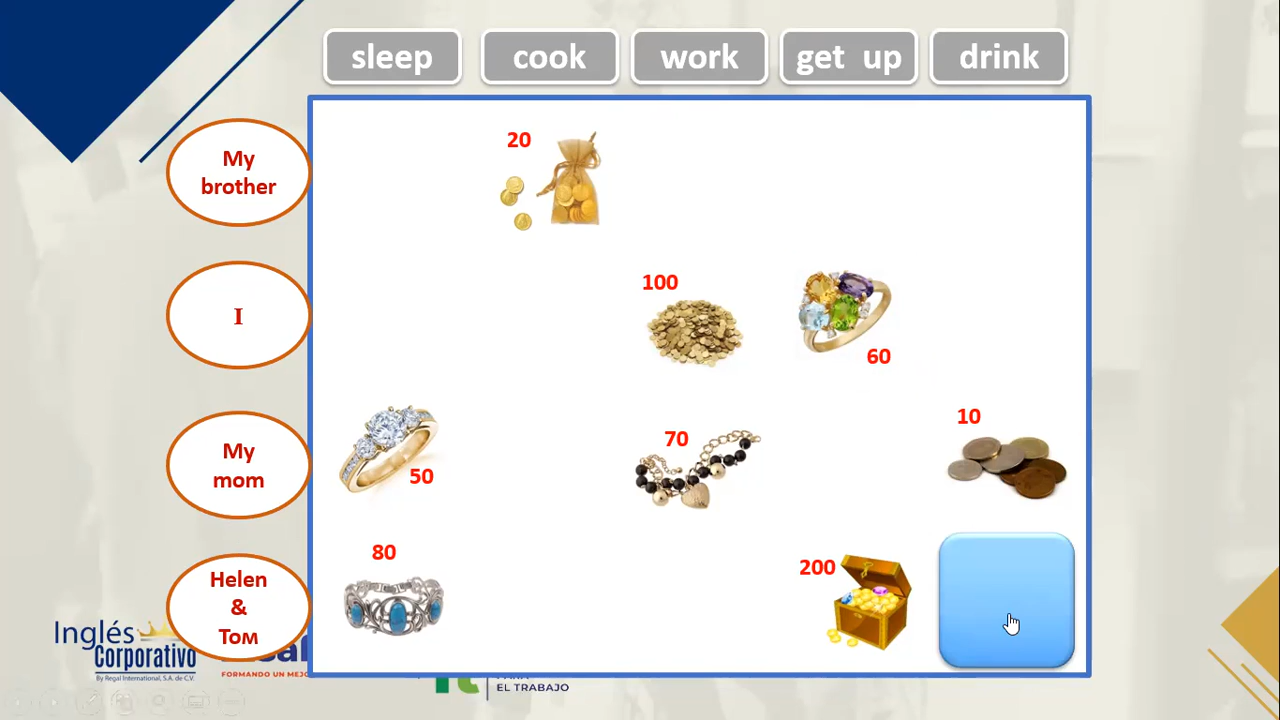 sleep cook work get up drink
My
brother
20
I
100
60
My
mom
50
70
10
Helen
&
Том
80
200
Inglés
Corporativo
By Regal International, S.A. de C.V.
FORMANDO UN MEJO
EL TRABAJO